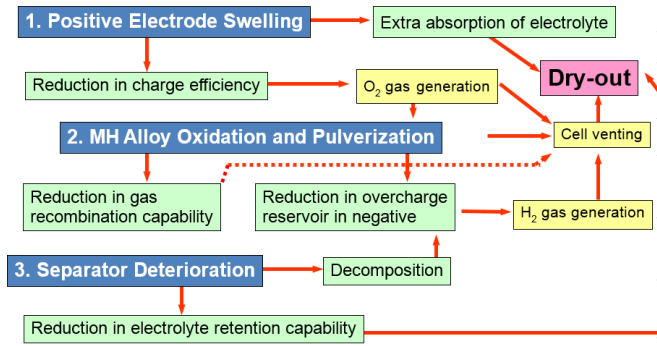 1. Positive Electrode Swelling
Extra absorption of electrolyte
Reduction in charge efficiency
O₂ gas generation
Dry-out
2. MH Alloy Oxidation and Pulverization
Cell venting
Reduction in gas
recombination capability
Reduction in overcharge
reservoir in negative
H₂ gas generation
3. Separator Deterioration
Decomposition
Reduction in electrolyte retention capability